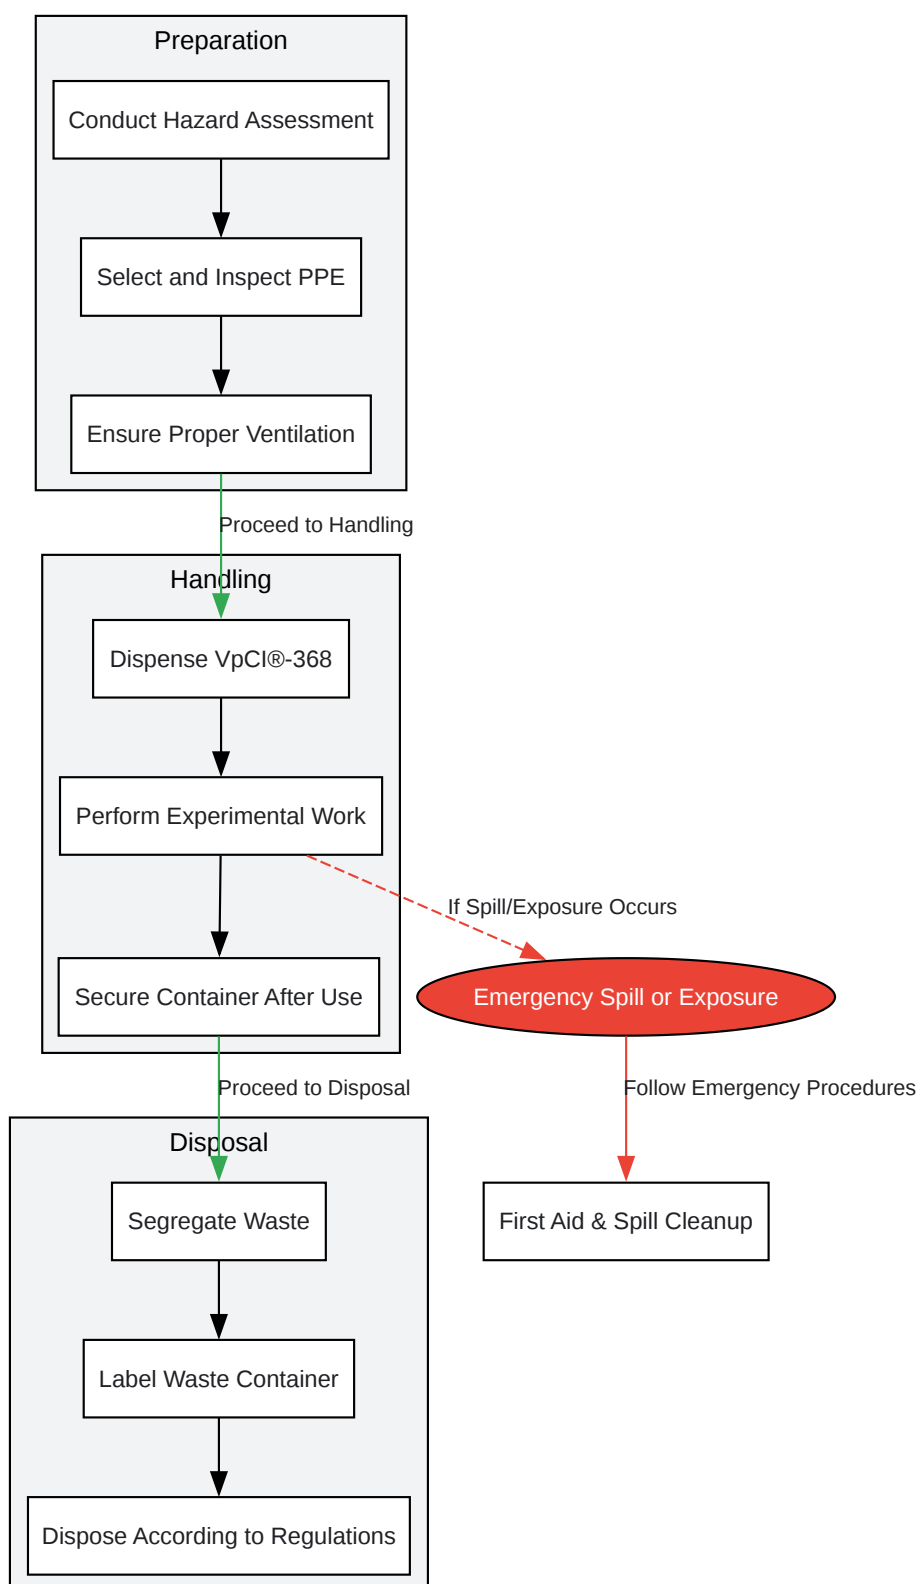 Preparation
Conduct Hazard Assessment
Select and Inspect PPE
Ensure Proper Ventilation
Proceed to Handling
Handling
Dispense VpCI®-368
Perform Experimental Work
If Spill/Exposure Occurs
Secure Container After Use
Emergency Spill or Exposure
Proceed to Disposal
Follow Emergency Procedures
Disposal
Segregate Waste
First Aid & Spill Cleanup
Label Waste Container
Dispose According to Regulations